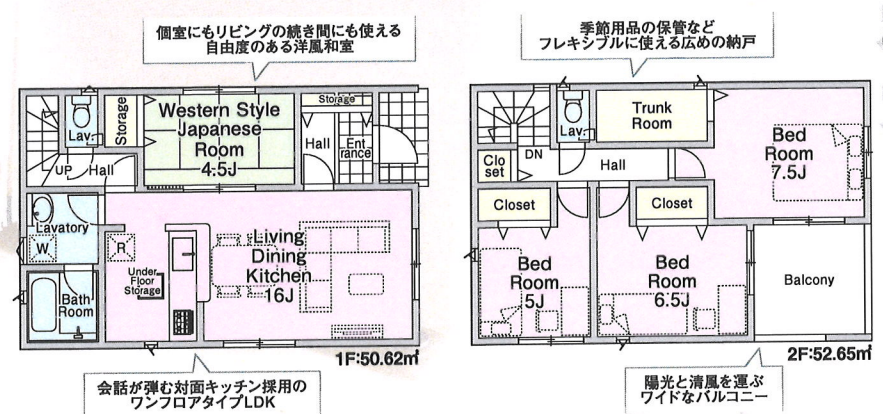 個室にもリビングの続き間にも使える
自由度のある洋風和室
季節用品の保管など
フレキシブルに使える広めの納戸
Lav.
Storage
Western Style
Japanese
Room
4.5J
Storage
Hall
Ent
rance
UP
Hall
Lavatory
W
R
Under
Floor
Storage
Bath
Room
Living
Dining
Kitchen
16J
1F:50.62㎡
会話が弾む対面キッチン採用の
ワンフロアタイプLDK
Lav.
Trunk
Room
Bed
Room
7.5J
DN
Clo
set
Hall
Closet
Closet
Bed
Room
5J
Bed
Room
6.5J
Balcony
2F:52.65㎡
陽光と清風を運ぶ
ワイドなバルコニー